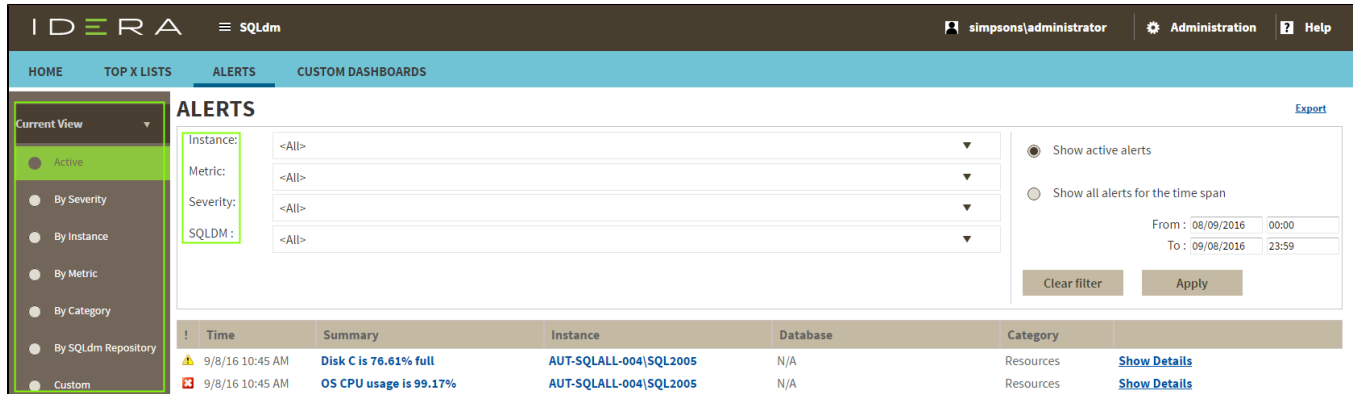 IDERA SQLdm simpsons\administrator Administration ? Help
HOME TOP X LISTS ALERTS CUSTOM DASHBOARDS
Current View
Active
By Severity
By Instance
By Metric
By Category
By SQLdm Repository
Custom
ALERTS Export
Instance: <All>
Metric: <All>
Severity: <All>
SQLDM : <All>
Show active alerts
Show all alerts for the time span
From : 08/09/2016 00:00
To : 09/08/2016 23:59
Clear filter Apply
! Time Summary Instance Database Category
9/8/16 10:45 AM Disk C is 76.61% full AUT-SQLALL-004\SQL2005 N/A Resources Show Details
9/8/16 10:45 AM OS CPU usage is 99.17% AUT-SQLALL-004\SQL2005 N/A Resources Show Details